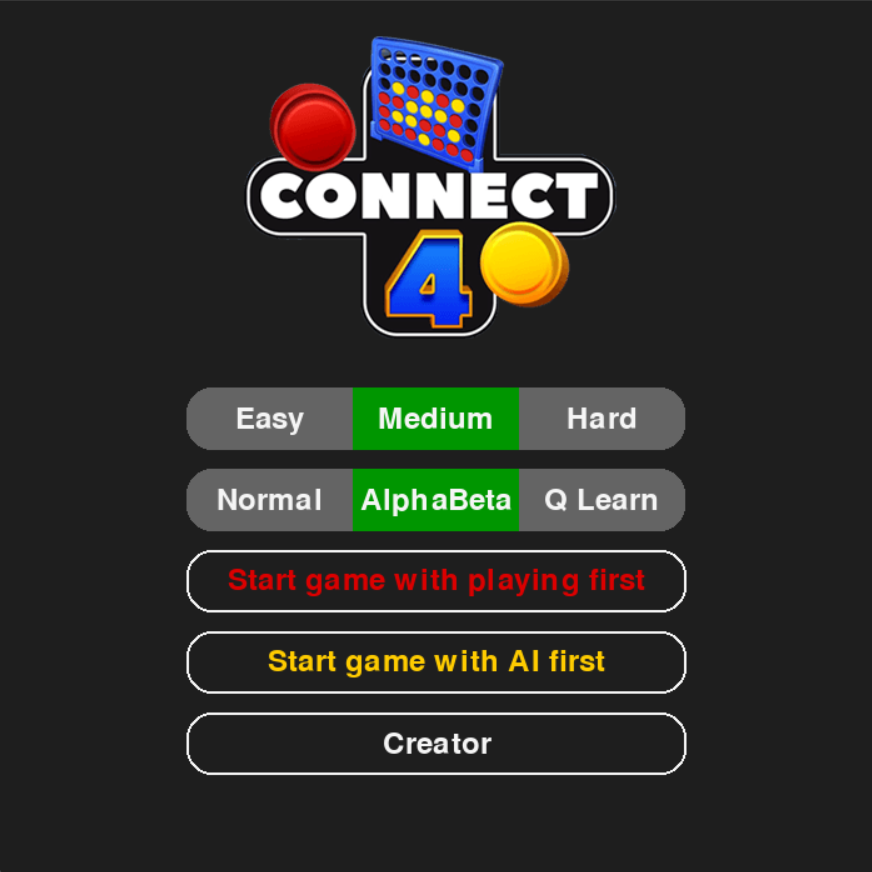 CONNECT
4
Easy Medium Hard
Normal AlphaBeta Q Learn
Start game with playing first
Start game with AI first
Creator